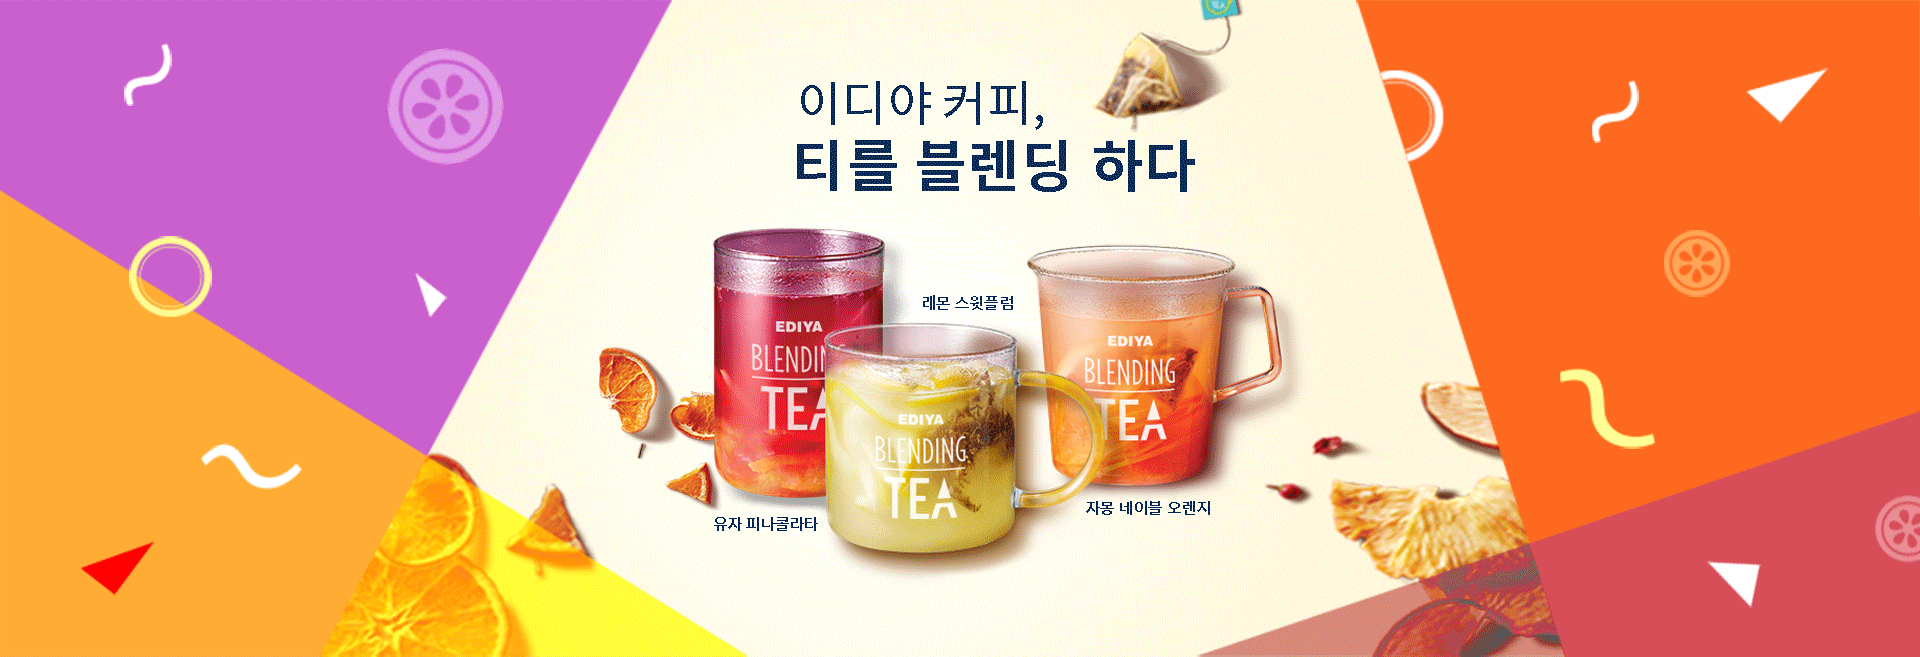 이디야 커피,
티를 블렌딩 하다
레몬 스윗플럼
EDIYA
BLENDING
TEA
EDIYA
BLENDING
TEA
EDIYA
BLENDING
TEA
유자 피나콜라타
자몽 네이블 오렌지